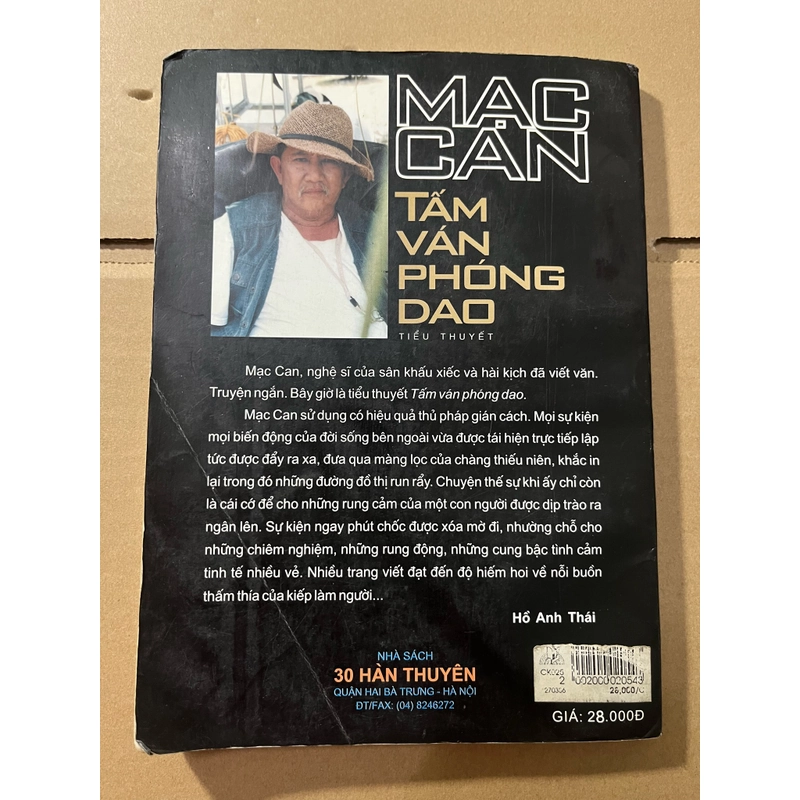 MẠC
CAN
TẤM
VÁN
PHÓNG
DAO
TIỂU THUYẾT
Mạc Can, nghệ sĩ của sân khấu xiếc và hài kịch đã viết văn.
Truyện ngắn. Bây giờ là tiểu thuyết Tấm ván phóng dao.
Mạc Can sử dụng có hiệu quả thủ pháp gián cách. Mọi sự kiện
mọi biến động của đời sống bên ngoài vừa được tái hiện trực tiếp lập
tức được đẩy ra xa, đưa qua màng lọc của chàng thiếu niên, khắc in
lại trong đó những đường đồ thị run rẩy. Chuyện thế sự khi ấy chỉ còn
là cái cớ để cho những rung cảm của một con người được dịp trào ra
ngân lên. Sự kiện ngay phút chốc được xóa mờ đi, nhường chỗ cho
những chiêm nghiệm, những rung động, những cung bậc tình cảm
tinh tế nhiều vẻ. Nhiều trang viết đạt đến độ hiếm hoi về nỗi buồn
thấm thía của kiếp làm người...
Hồ Anh Thái
NHÀ SÁCH
30 HÀN THUYÊN
QUẬN HAI BÀ TRƯNG - HÀ NỘI
ĐT/FAX: (04) 8246272
CK025
2 002000020543
270306 28,000/C
GIÁ: 28.000Đ